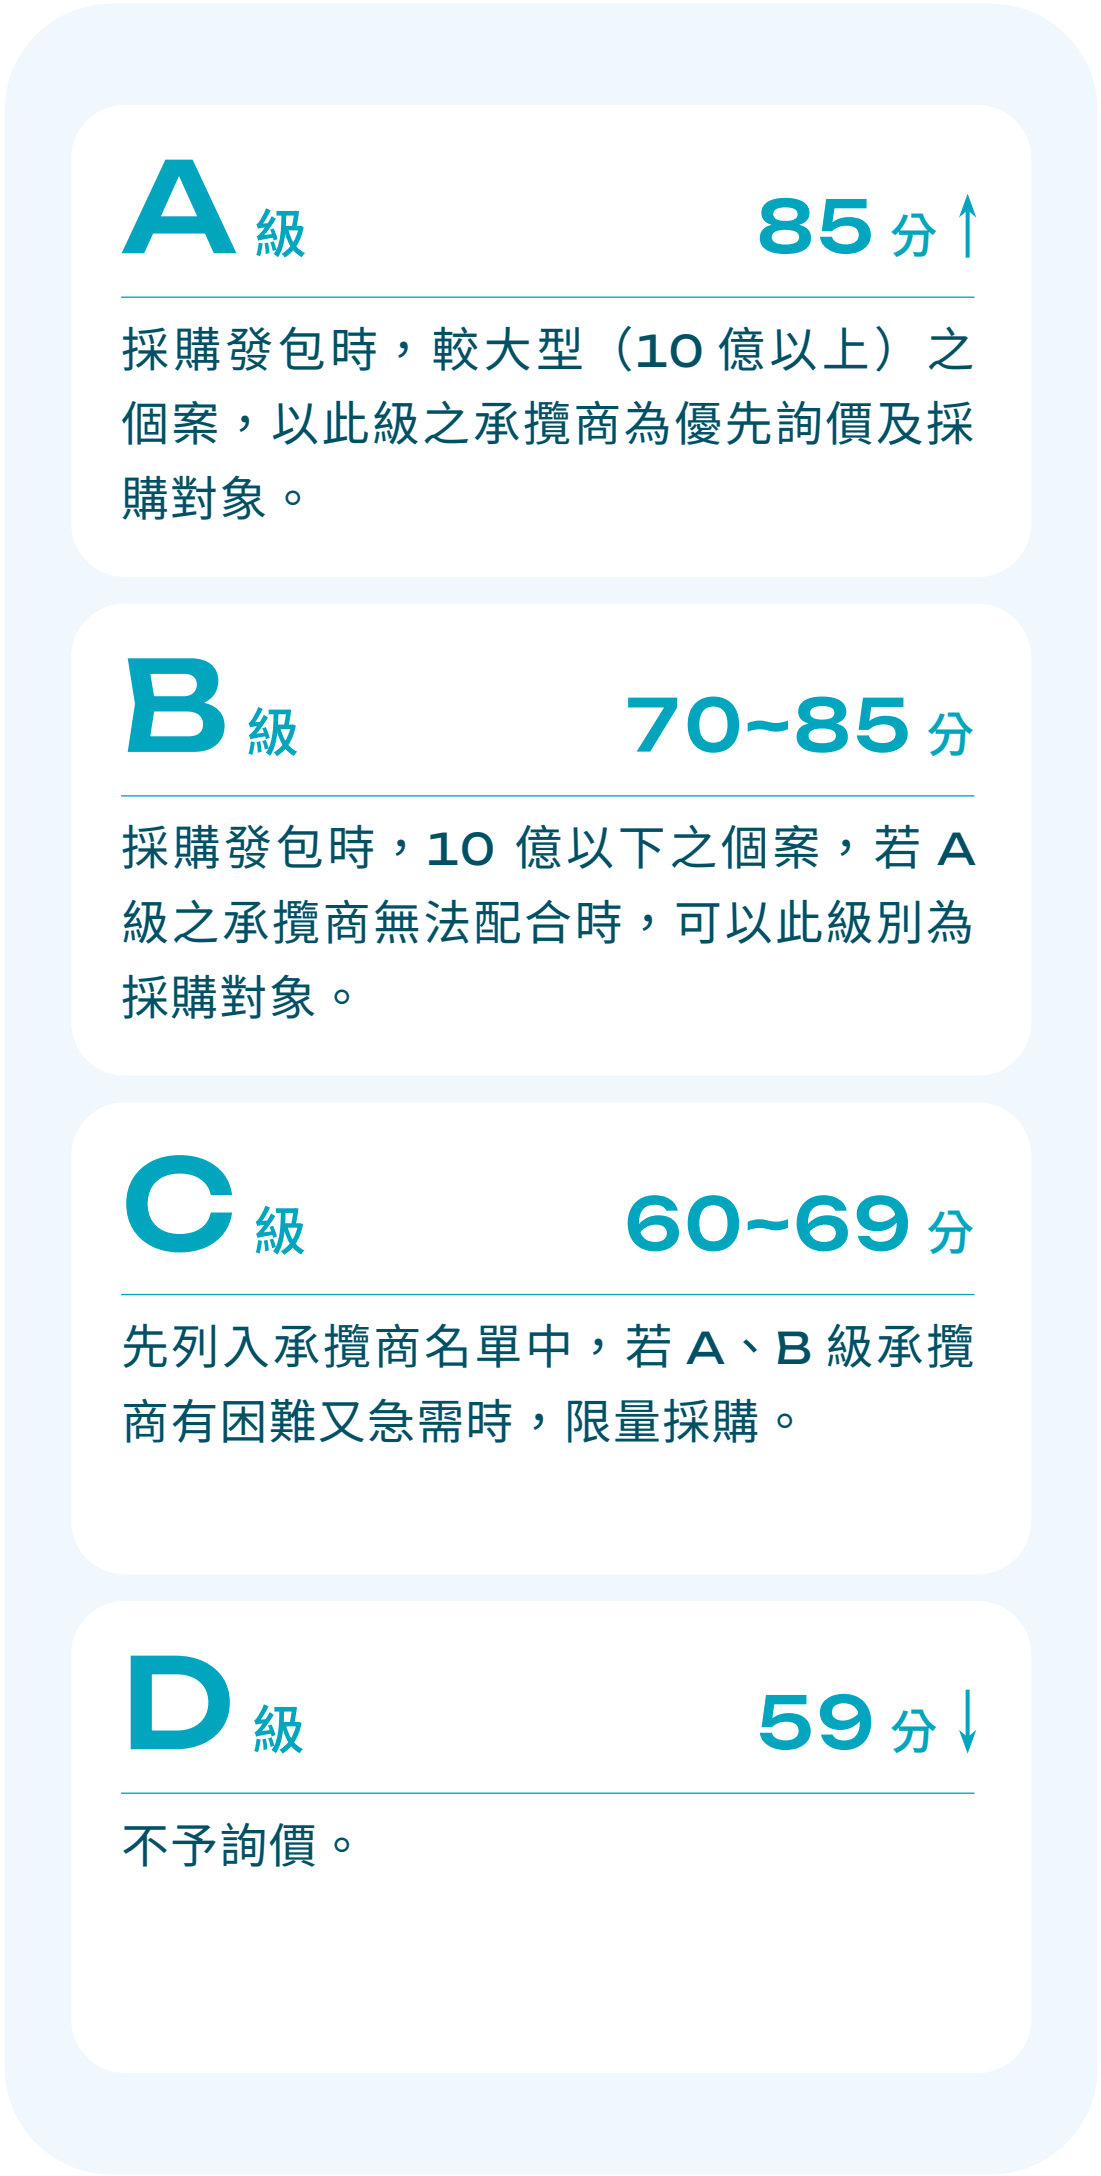 A 級
85 分 ↑
採購發包時，較大型（10 億以上）之
個案，以此級之承攬商為優先詢價及採
購對象。
B 級
70~85 分
採購發包時，10 億以下之個案，若 A
級之承攬商無法配合時，可以此級別為
採購對象。
C 級
60~69 分
先列入承攬商名單中，若 A、B 級承攬
商有困難又急需時，限量採購。
D 級
59 分 ↓
不予詢價。